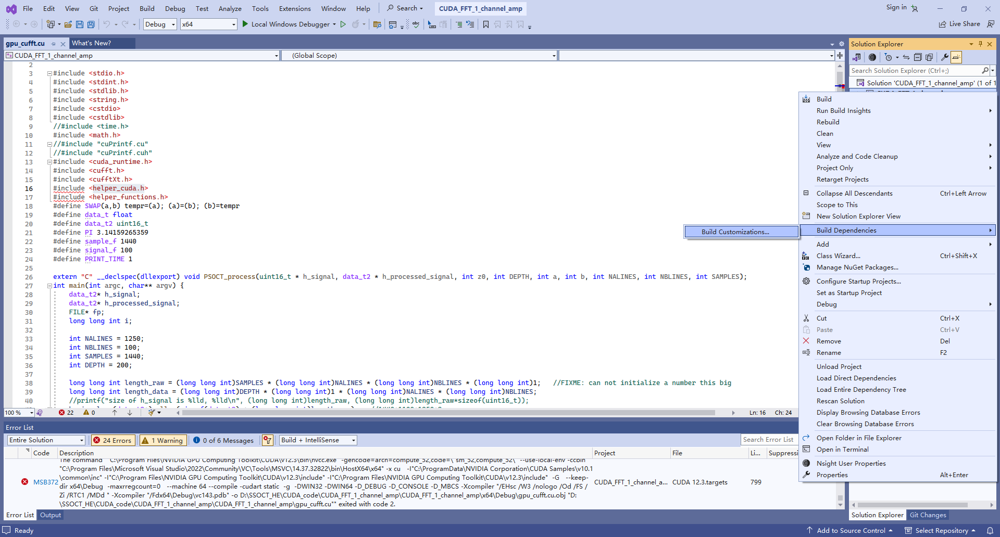 File Edit View Git Project Build Debug Test Analyze Tools Extensions Window Help Search CUDA_FFT_1_channel_amp Sign in
Debug x64 Local Windows Debugger Live Share
gpu_cufft.cu What's New?
CUDA_FFT_1_channel_amp (Global Scope)
2
3 #include <stdio.h>
4 #include <stdint.h>
5 #include <stdlib.h>
6 #include <string.h>
7 #include <cstdio>
8 #include <cstdlib>
9 //#include <time.h>
10 #include <math.h>
11 //#include "cuPrintf.cu"
12 //#include "cuPrintf.cuh"
13 #include <cuda_runtime.h>
14 #include <cufft.h>
15 #include <cufftXt.h>
16 #include <helper_cuda.h>
17 #include <helper_functions.h>
18 #define SWAP(a,b) tempr=(a); (a)=(b); (b)=tempr
19 #define data_t float
20 #define data_t2 uint16_t
21 #define PI 3.14159265359
22 #define sample_f 1440
23 #define signal_f 100
24 #define PRINT_TIME 1
25
26 extern "C" __declspec(dllexport) void PSOCT_process(uint16_t * h_signal, data_t2 * h_processed_signal, int z0, int DEPTH, int a, int b, int NALINES, int NBLINES, int SAMPLES);
27 int main(int argc, char** argv) {
28 data_t2* h_signal;
29 data_t2* h_processed_signal;
30 FILE* fp;
31 long long int i;
32
33 int NALINES = 1250;
34 int NBLINES = 100;
35 int SAMPLES = 1440;
36 int DEPTH = 200;
37
38 long long int length_raw = (long long int)SAMPLES * (long long int)NALINES * (long long int)NBLINES * (long long int)1; //FIXME: can not initialize a number this big
39 long long int length_data = (long long int)DEPTH * (long long int)1 * (long long int)NALINES * (long long int)NBLINES;
40 //printf("size of h_signal is %lld, %lld\n", (long long int)length_raw, (long long int)length_raw*sizeof(uint16_t));
100 % 22 0 Ln: 16 Ch: 24
Solution Explorer
Search Solution Explorer (Ctrl+;)
Solution 'CUDA_FFT_1_channel_amp' (1 of 1
Build
Run Build Insights
Rebuild
Clean
View
Analyze and Code Cleanup
Project Only
Retarget Projects
Collapse All Descendants Ctrl+Left Arrow
Scope to This
New Solution Explorer View
Build Dependencies
Build Customizations...
Add
Class Wizard... Ctrl+Shift+X
Manage NuGet Packages...
Configure Startup Projects...
Set as Startup Project
Debug
Cut Ctrl+X
Paste Ctrl+V
Remove Del
Rename F2
Unload Project
Load Direct Dependencies
Load Entire Dependency Tree
Rescan Solution
Display Browsing Database Errors
Clear Browsing Database Errors
Open Folder in File Explorer
Open in Terminal
Nsight User Properties
Properties Alt+Enter
Error List
Entire Solution 24 Errors 1 Warning 0 of 6 Messages Build + IntelliSense Search Error List
Code Description Project File Li... Suppressi
The command "C:\Program Files\NVIDIA GPU Computing Toolkit\CUDA\v12.3\bin\nvcc.exe" -gencode=arch=compute_52,code=\"sm_52,compute_52\" --use-local-env -ccbin
"C:\Program Files\Microsoft Visual Studio\2022\Community\VC\Tools\MSVC\14.37.32822\bin\HostX64\x64" -x cu -I"C:\ProgramData\NVIDIA Corporation\CUDA Samples\v10.1
\common\inc" -I"C:\Program Files\NVIDIA GPU Computing Toolkit\CUDA\v12.3\include" -I"C:\Program Files\NVIDIA GPU Computing Toolkit\CUDA\v12.3\include" -G --keep-
MSB372 dir x64\Debug -maxrregcount=0 --machine 64 --compile -cudart static -g -DWIN32 -DWIN64 -D_DEBUG -D_CONSOLE -D_MBCS -Xcompiler "/EHsc /W3 /nologo /Od /FS / CUDA_FFT_1_channel_a... CUDA 12.3.targets 799
Zi /RTC1 /MDd " -Xcompiler "/Fdx64\Debug\vc143.pdb" -o D:\SSOCT_HE\CUDA_code\CUDA_FFT_1_channel_amp\CUDA_FFT_1_channel_amp\x64\Debug\gpu_cufft.cu.obj "D:
\SSOCT_HE\CUDA_code\CUDA_FFT_1_channel_amp\CUDA_FFT_1_channel_amp\gpu_cufft.cu"" exited with code 2.
Error List Output Solution Explorer Git Changes
Ready Add to Source Control Select Repository